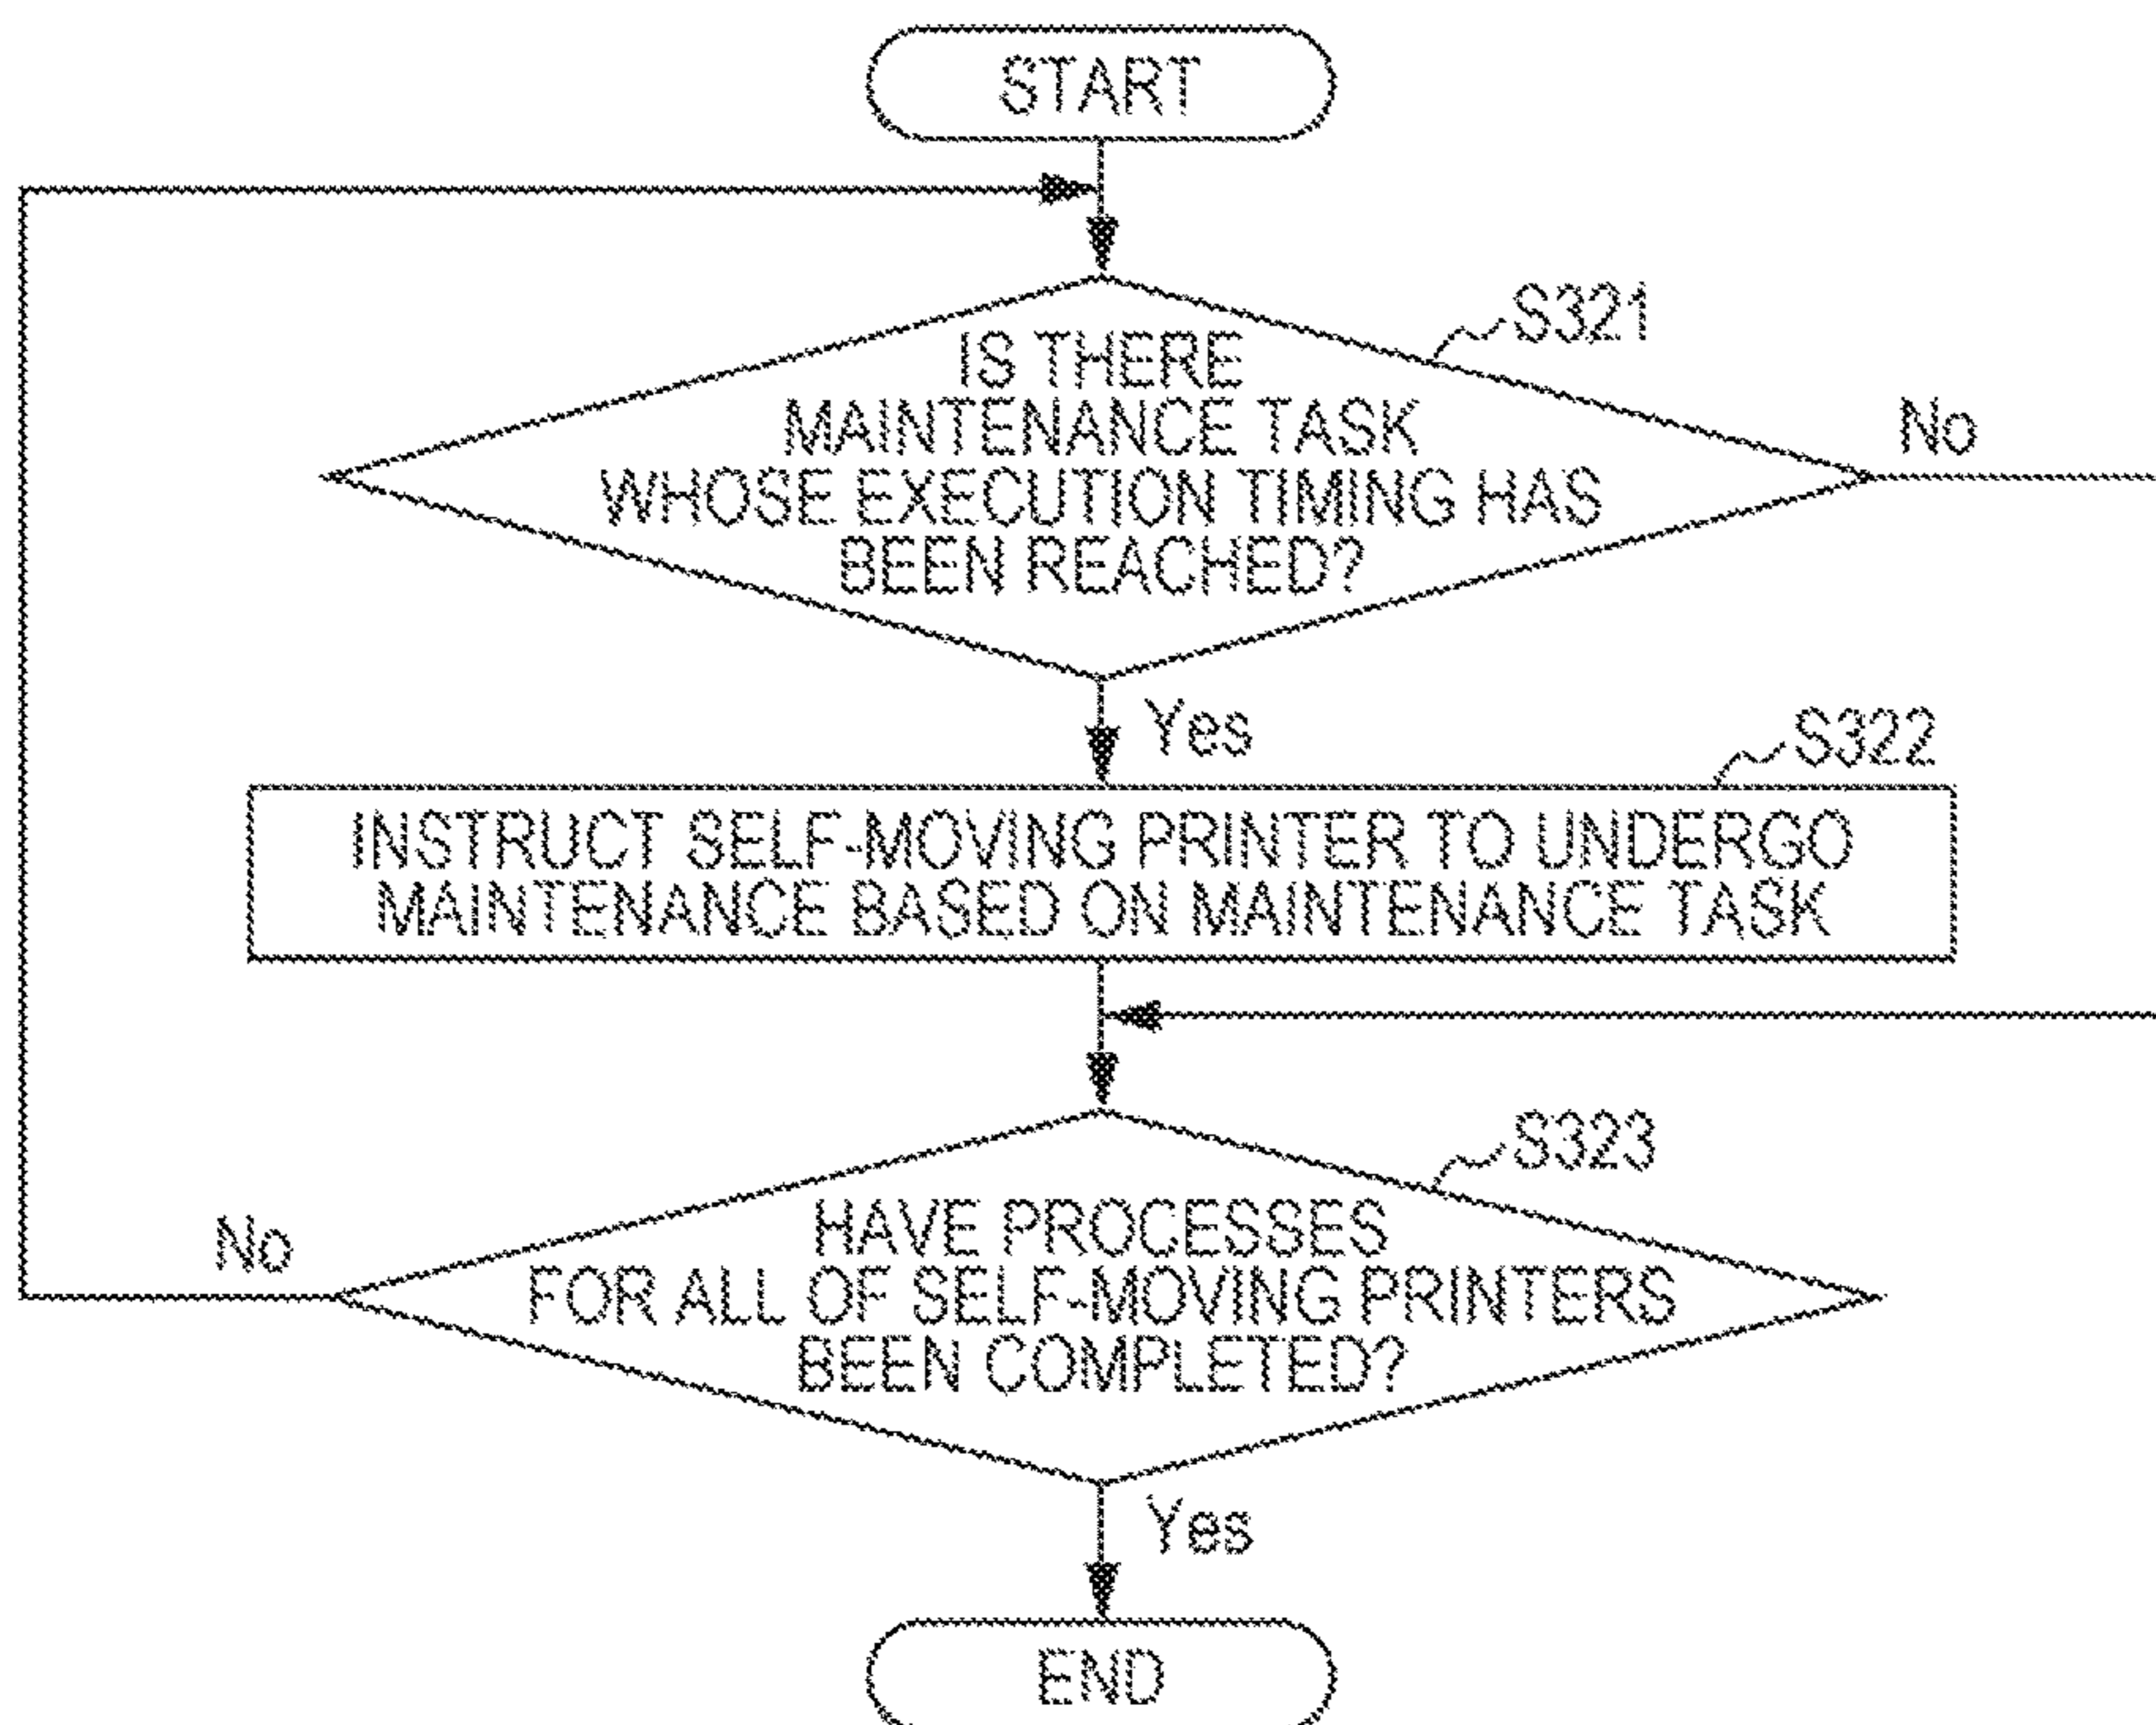 START
S321
IS THERE
MAINTENANCE TASK
WHOSE EXECUTION TIMING HAS
BEEN REACHED?
No
Yes
S322
INSTRUCT SELF-MOVING PRINTER TO UNDERGO
MAINTENANCE BASED ON MAINTENANCE TASK
S323
HAVE PROCESSES
FOR ALL OF SELF-MOVING PRINTERS
BEEN COMPLETED?
No
Yes
END